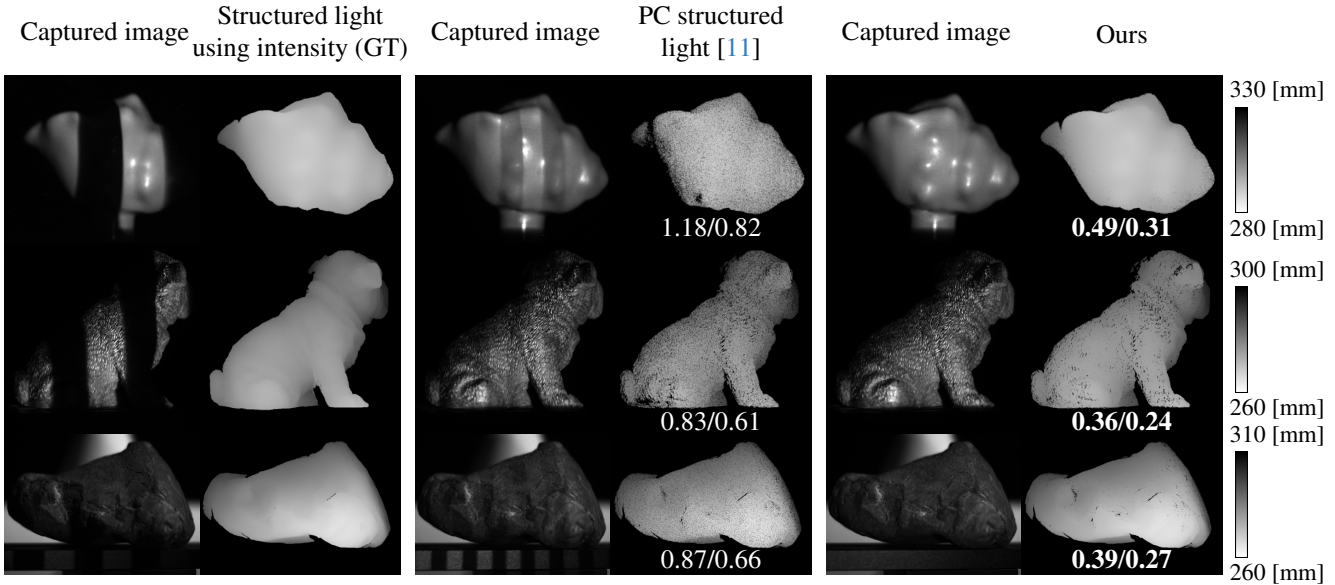 Captured image
Structured light
using intensity (GT)
Captured image
PC structured
light [11]
Captured image
Ours
330 [mm]
1.18/0.82
0.49/0.31
280 [mm]
300 [mm]
0.83/0.61
0.36/0.24
260 [mm]
310 [mm]
0.87/0.66
0.39/0.27
260 [mm]